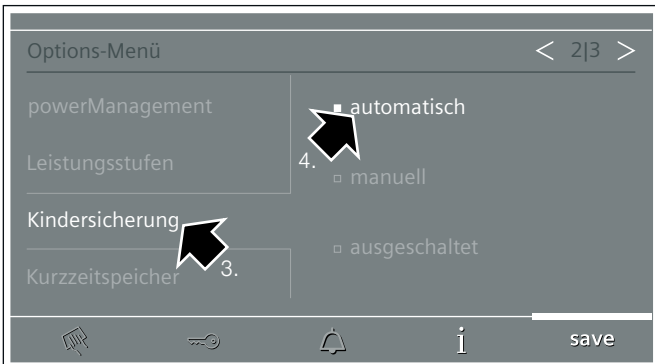 Options-Menü < 2|3 >
powerManagement
automatisch
Leistungsstufen
4.
manuell
Kindersicherung
3.
ausgeschaltet
Kurzzeitspeicher
i
save